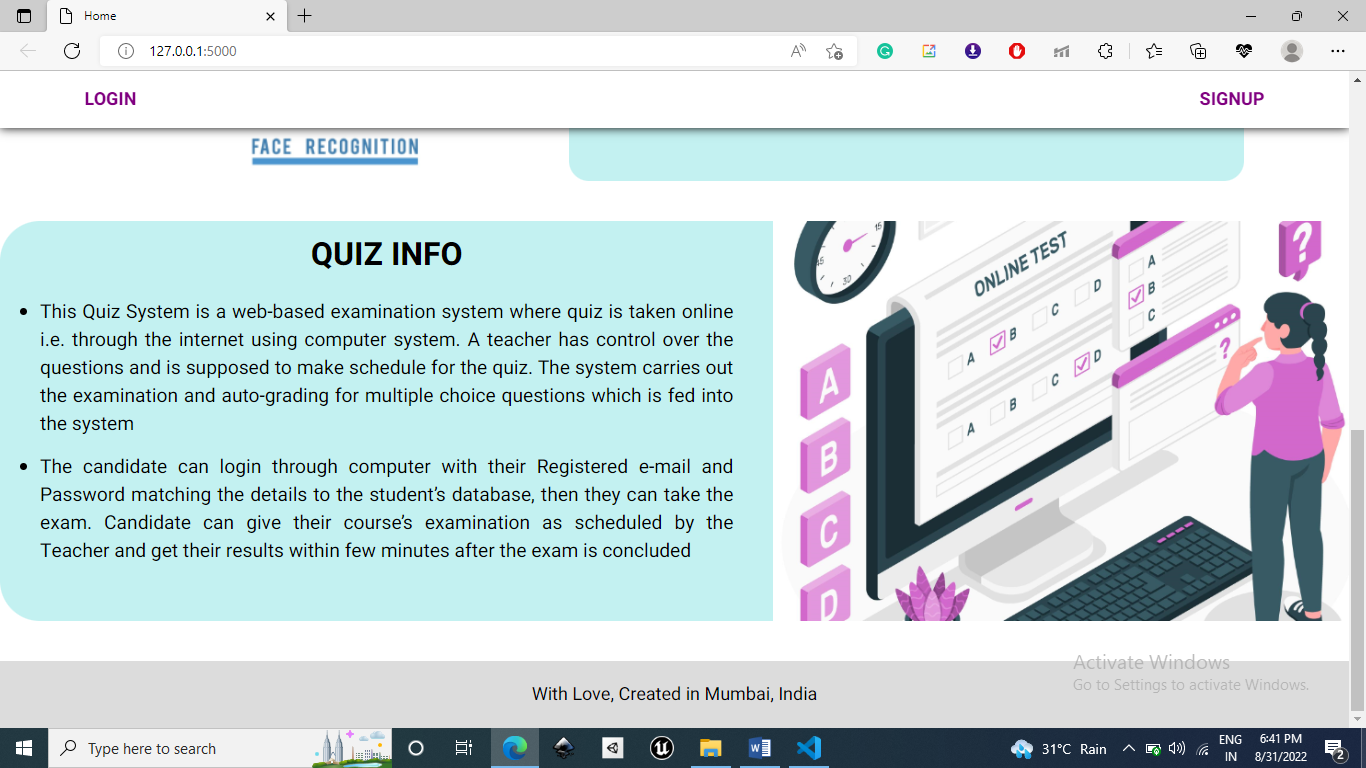 Home
127.0.0.1:5000
LOGIN
SIGNUP
FACE RECOGNITION
QUIZ INFO
This Quiz System is a web-based examination system where quiz is taken online
i.e. through the internet using computer system. A teacher has control over the
questions and is supposed to make schedule for the quiz. The system carries out
the examination and auto-grading for multiple choice questions which is fed into
the system
The candidate can login through computer with their Registered e-mail and
Password matching the details to the student's database, then they can take the
exam. Candidate can give their course's examination as scheduled by the
Teacher and get their results within few minutes after the exam is concluded
15
45
30
ONLINE TEST
A B C D
A B C D
A
B
C
?
?
A
B
C
D
With Love, Created in Mumbai, India
Activate Windows
Go to Settings to activate Windows.
Type here to search
31°C Rain
ENG
IN
6:41 PM
8/31/2022
2